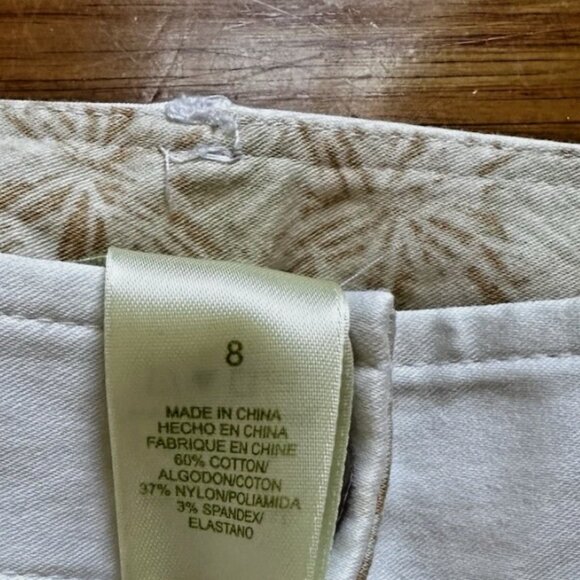 8
MADE IN CHINA
HECHO EN CHINA
FABRIQUE EN CHINE
60% COTTON/
ALGODON/COTON
37% NYLON/POLIAMIDA
3% SPANDEX/
ELASTANO